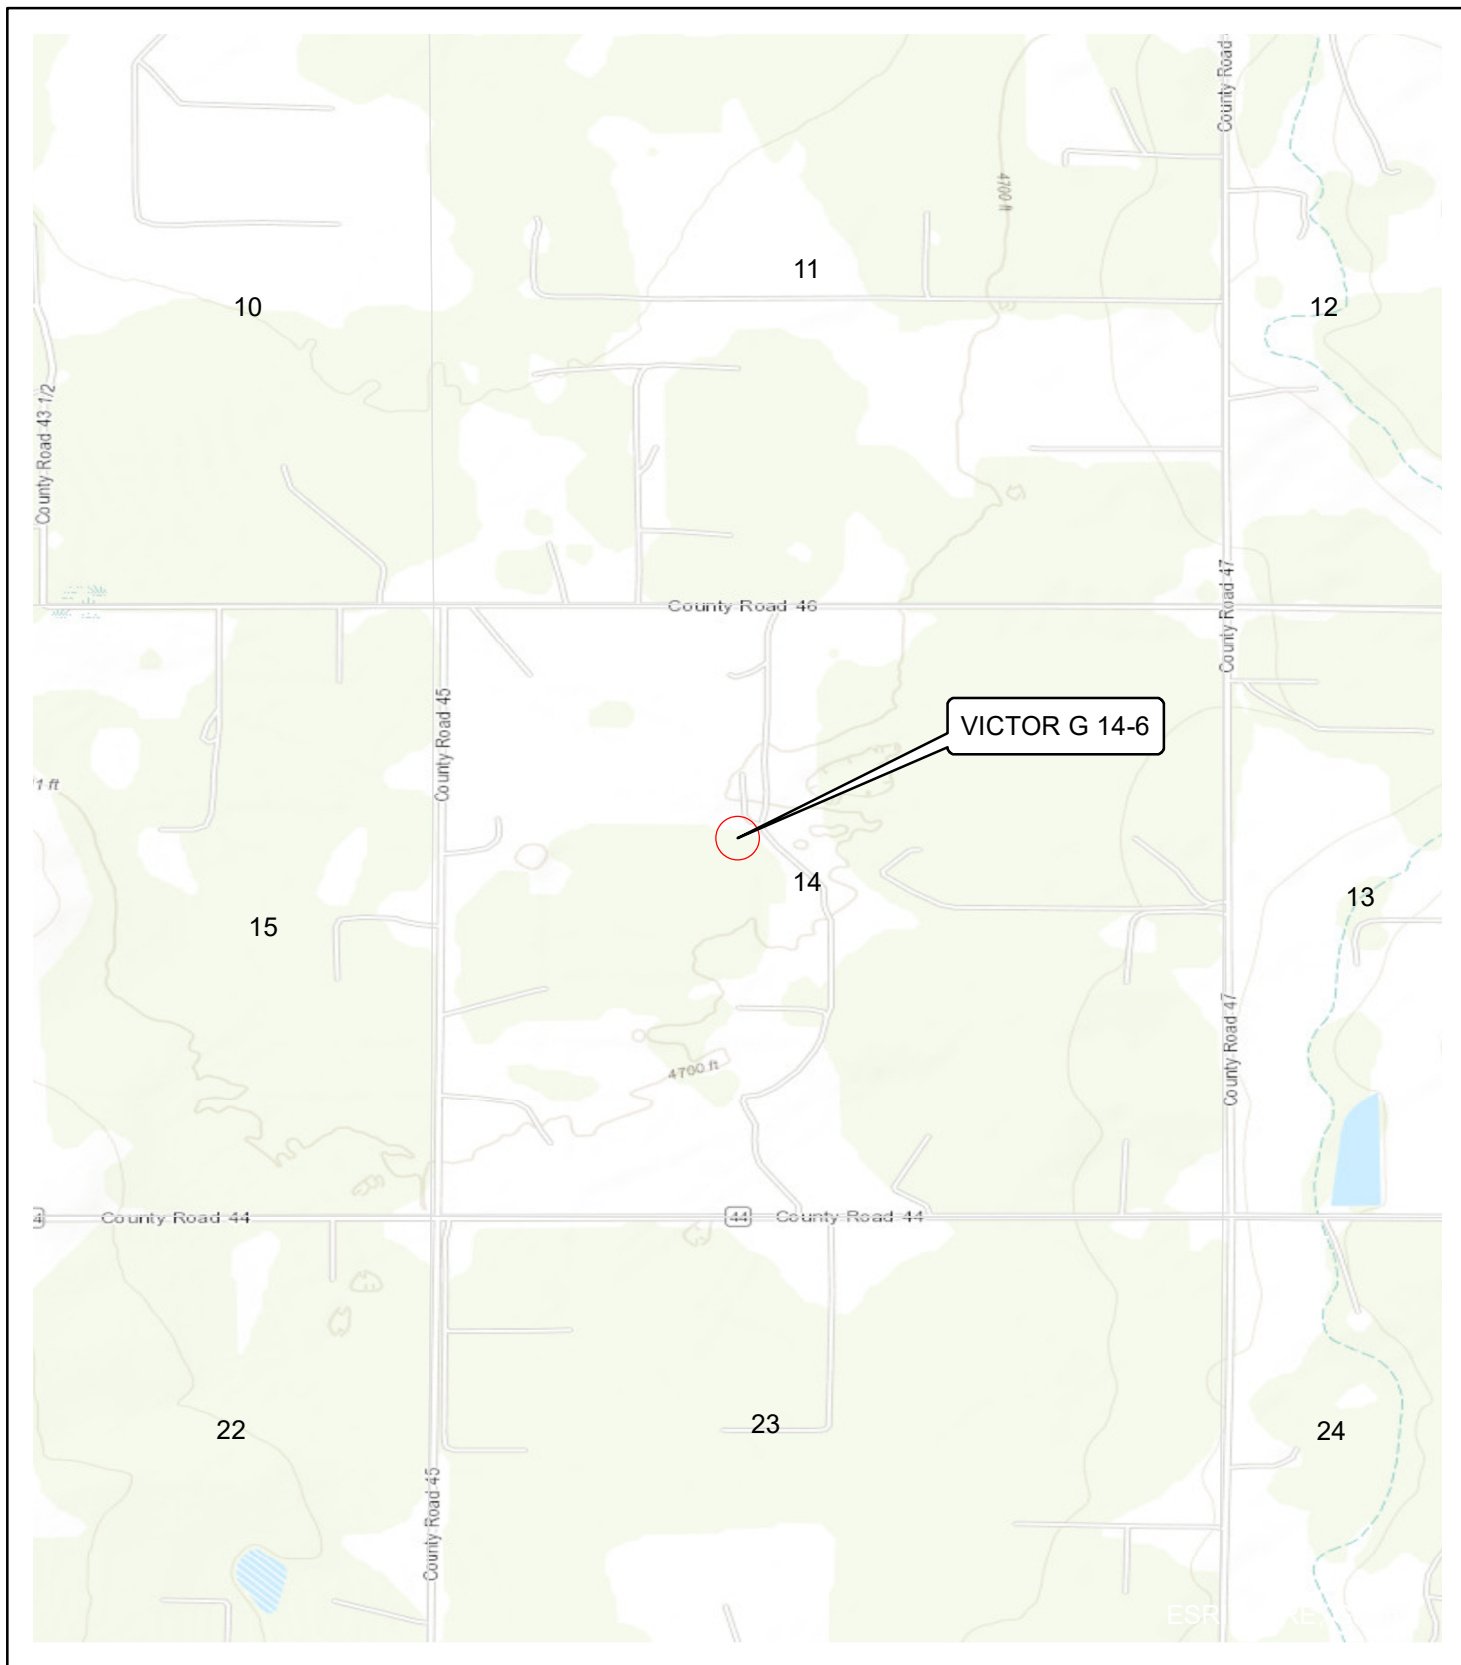 County Road
4700 ft
11
10
12
County Road 43 1/2
County Road 46
County Road 47
County Road 45
VICTOR G 14-6
1 ft
14
13
15
County Road 47
4700 ft
County Road 44
44
County Road 44
22
23
24
County Road 45